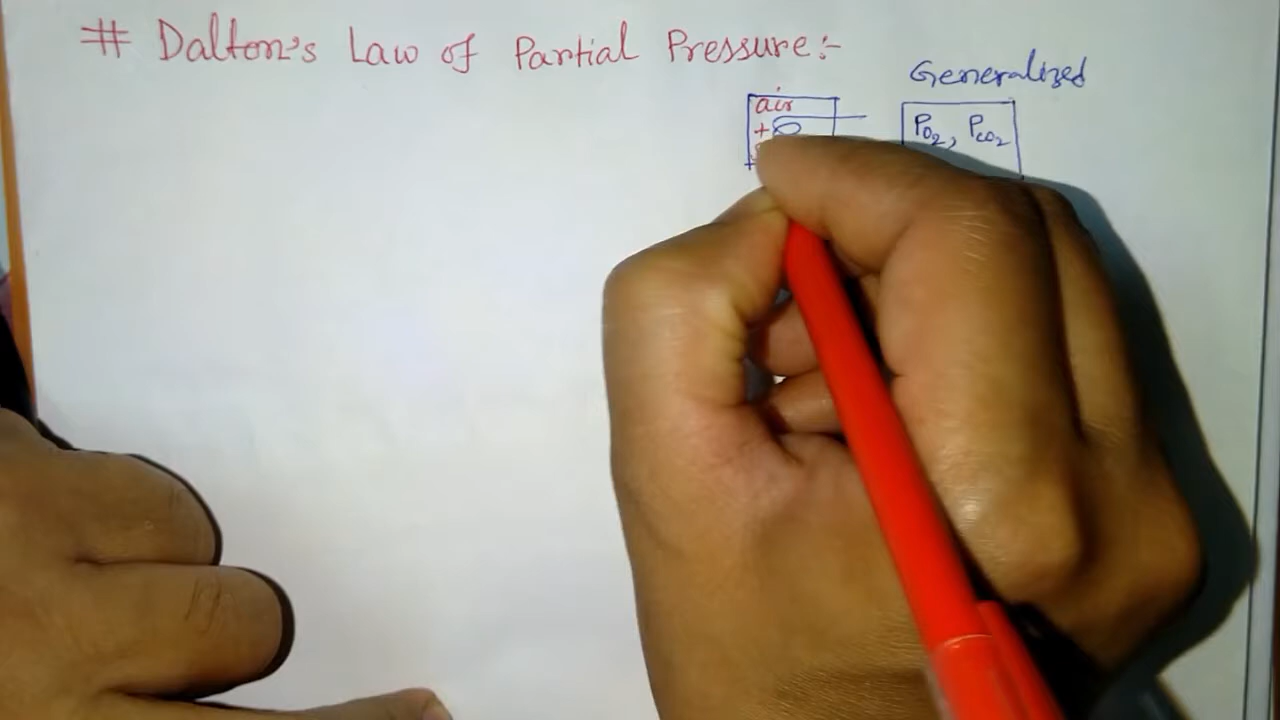 # Dalton's Law of Partial Pressure:-
Generalized
air
+
P_O₂, P_CO₂
+